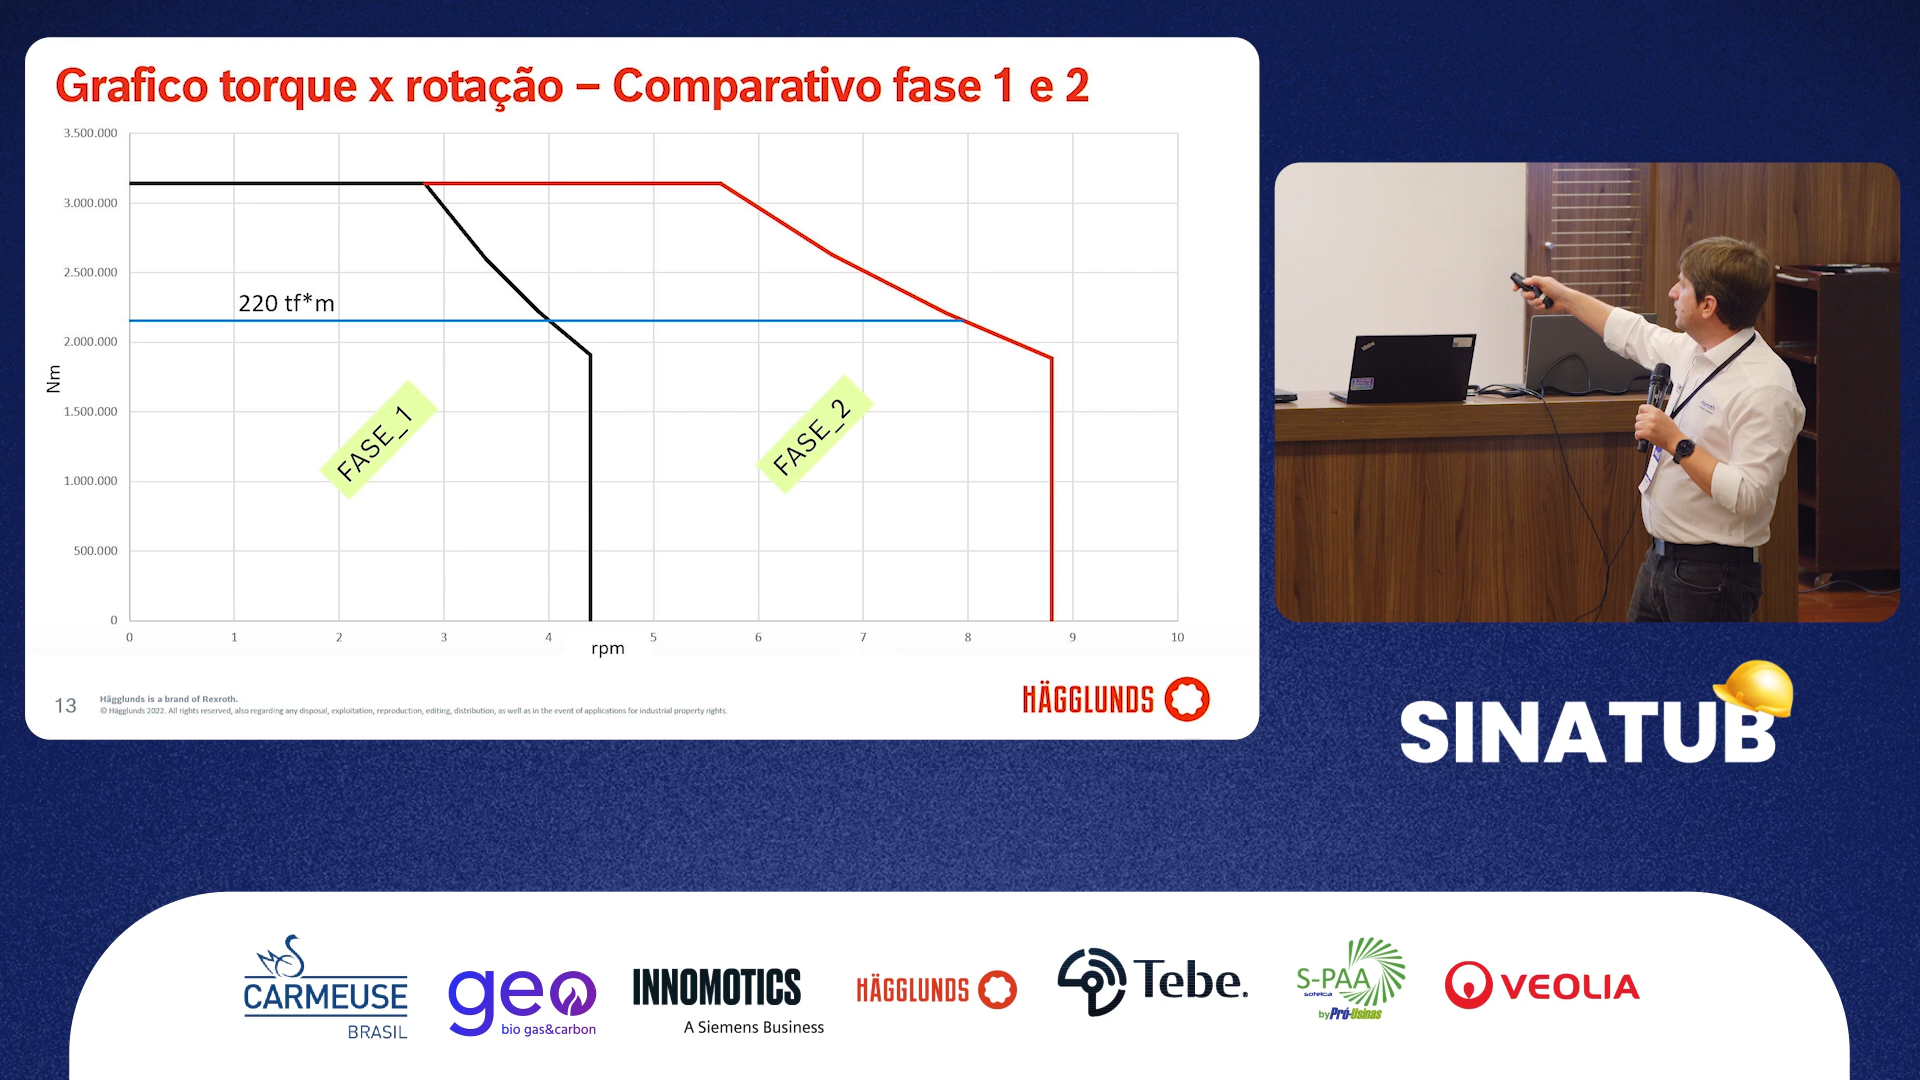 Grafico torque x rotação – Comparativo fase 1 e 2
3.500.000
3.000.000
2.500.000
2.000.000
1.500.000
1.000.000
500.000
0
Nm
220 tf*m
FASE_1
FASE_2
0 1 2 3 4 5 6 7 8 9 10
rpm
13
Hägglunds is a brand of Rexroth.
© Hägglunds 2022. All rights reserved, also regarding any disposal, exploitation, reproduction, editing, distribution, as well as in the event of applications for industrial property rights.
HÄGGLUNDS
SINATUB
CARMEUSE
BRASIL
geo
bio gas&carbon
INNOMOTICS
A Siemens Business
HÄGGLUNDS
Tebe.
S-PAA
soteica
by Pró-Usinas
VEOLIA